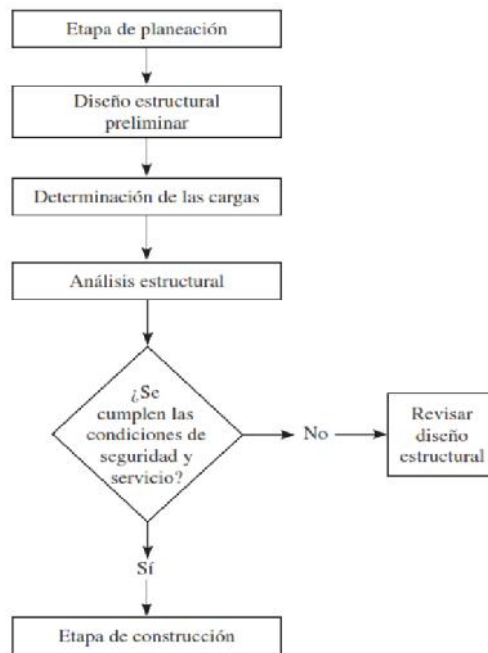 Etapa de planeación
Diseño estructural
preliminar
Determinación de las cargas
Análisis estructural
¿Se
cumplen las
condiciones de
seguridad y
servicio?
No
Revisar
diseño
estructural
Sí
Etapa de construcción